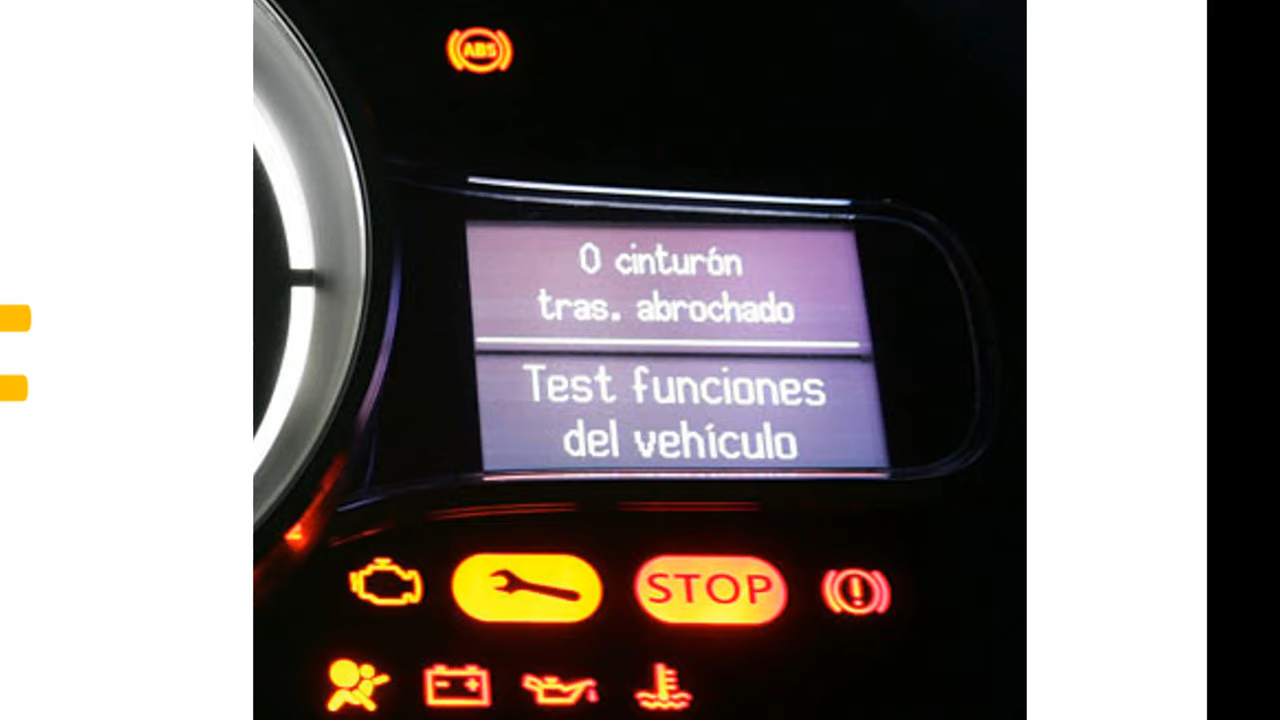 ABS
0 cinturón
tras. abrochado
Test funciones
del vehículo
STOP